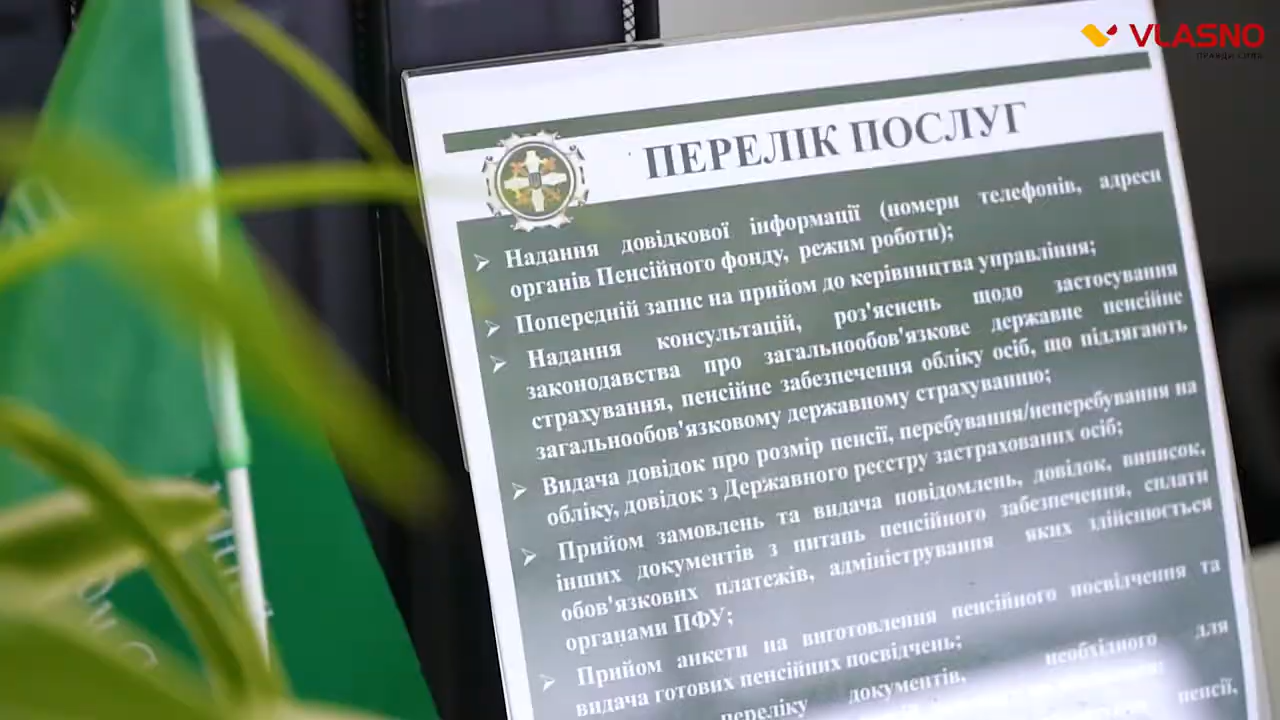 VLASNO
ПРАВДИ СИЛА
ПЕРЕЛІК ПОСЛУГ
Надання довідкової інформації (номери телефонів, адреси
органів Пенсійного фонду, режим роботи);
Попередній запис на прийом до керівництва управління;
Надання консультацій, роз'яснень щодо застосування
законодавства про загальнообов'язкове державне пенсійне
страхування, пенсійне забезпечення обліку осіб, що підлягають
загальнообов'язковому державному страхуванню;
Видача довідок про розмір пенсії, перебування/неперебування на
обліку, довідок з Державного реєстру застрахованих осіб;
Прийом замовлень та видача повідомлень, довідок, виписок,
інших документів з питань пенсійного забезпечення, сплати
обов'язкових платежів, адміністрування яких здійснюється
органами ПФУ;
Прийом анкети на виготовлення пенсійного посвідчення та
видача готових пенсійних посвідчень;
переліку документів, необхідного для
пенсії,